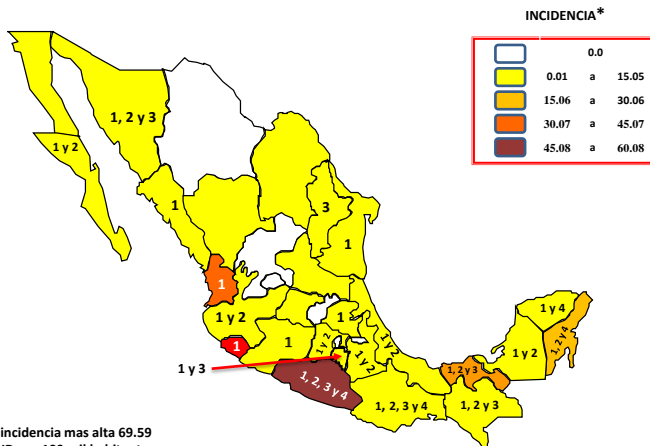 INCIDENCIA*
0.0
0.01 a 15.05
15.06 a 30.06
30.07 a 45.07
45.08 a 60.08
1, 2 y 3
1 y 2
1
3
1
1
1 y 2
1
1
1
1 y 2
1 y 2
1 y 2
1 y 3
1, 2, 3 y 4
1, 2, 3 y 4
1, 2 y 3
1, 2 y 3
1 y 4
1 y 2
1, 2 y 4
incidencia mas alta 69.59